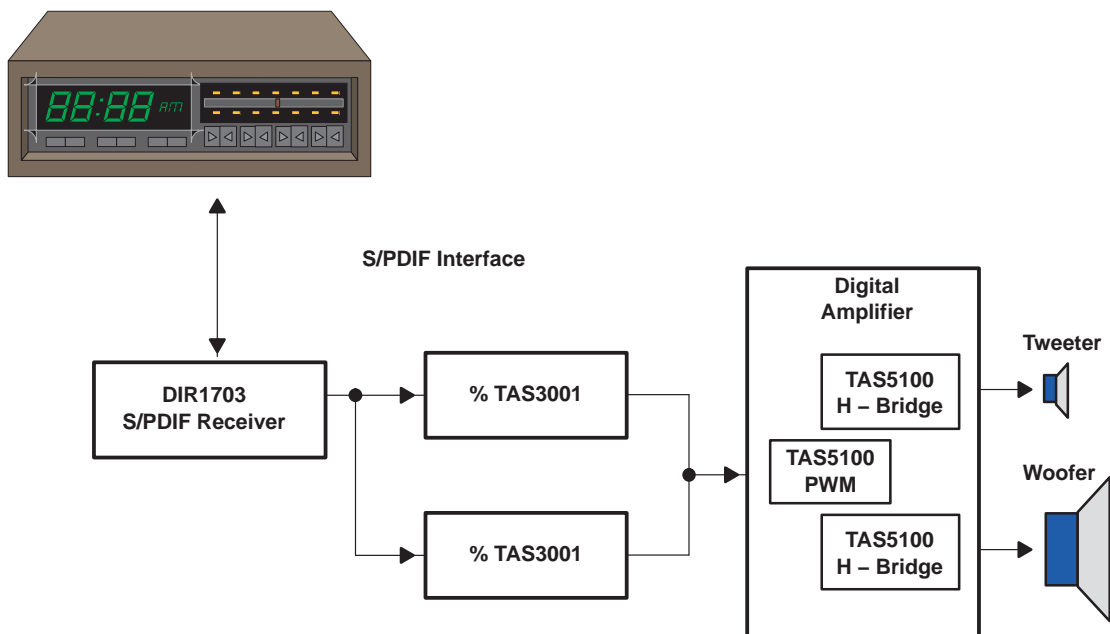 88:88 AM
S/PDIF Interface
Digital
Amplifier
Tweeter
DIR1703
S/PDIF Receiver
% TAS3001
TAS5100
H – Bridge
TAS5100
PWM
Woofer
% TAS3001
TAS5100
H – Bridge